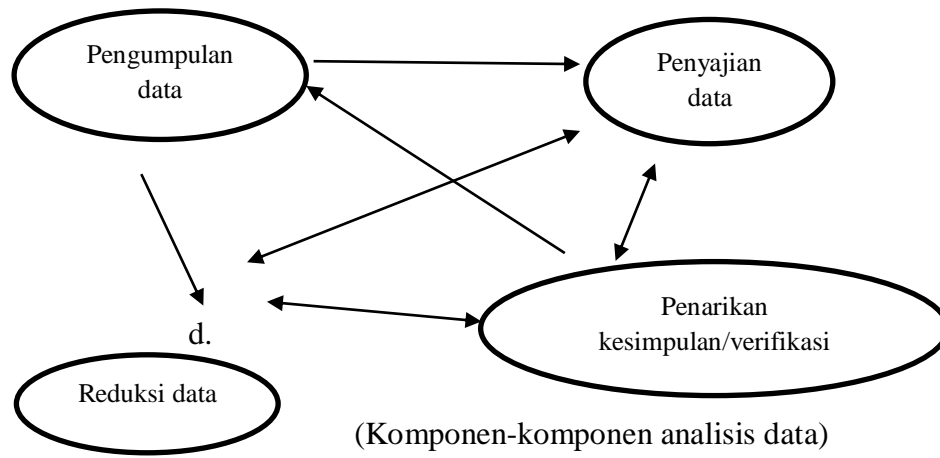 Pengumpulan
data
Penyajian
data
Penarikan
kesimpulan/verifikasi
d.
Reduksi data
(Komponen-komponen analisis data)